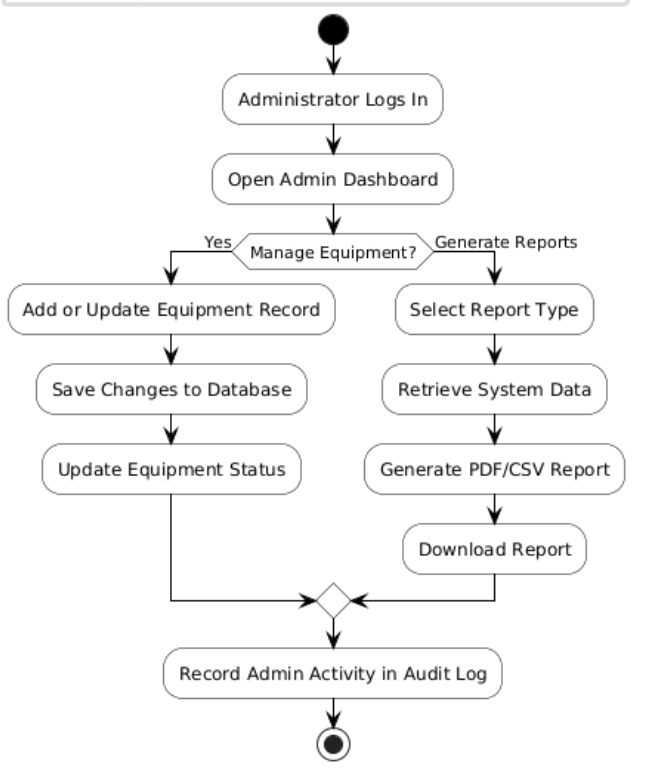 Administrator Logs In
Open Admin Dashboard
Yes
Manage Equipment?
Generate Reports
Add or Update Equipment Record
Select Report Type
Save Changes to Database
Retrieve System Data
Update Equipment Status
Generate PDF/CSV Report
Download Report
Record Admin Activity in Audit Log